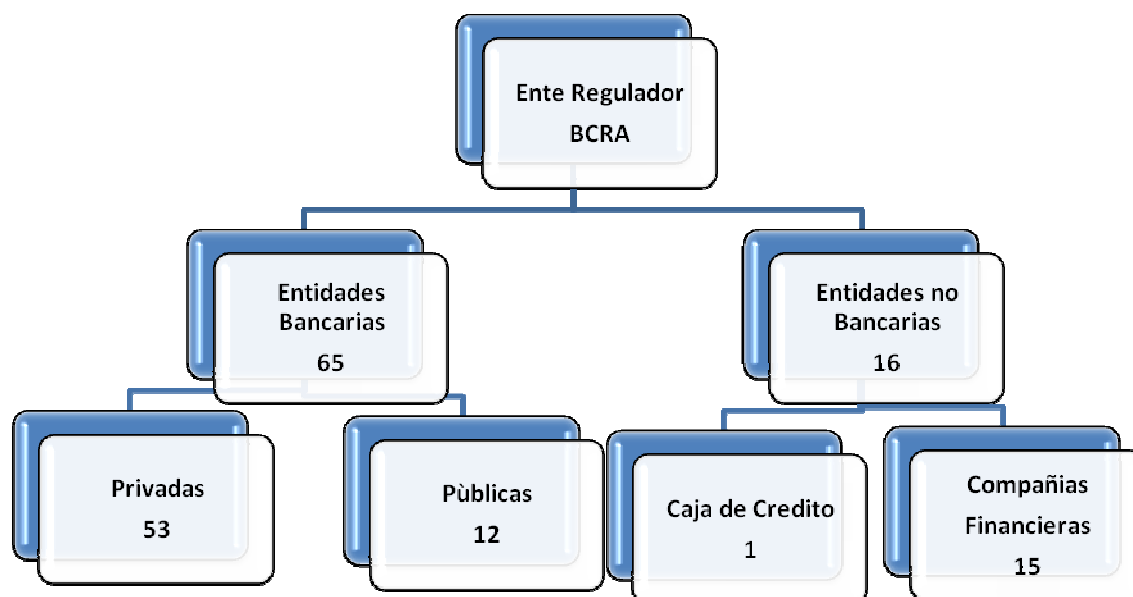 Ente Regulador
BCRA
Entidades
Bancarias
65
Entidades no
Bancarias
16
Privadas
53
Pùblicas
12
Caja de Credito
1
Compañias
Financieras
15